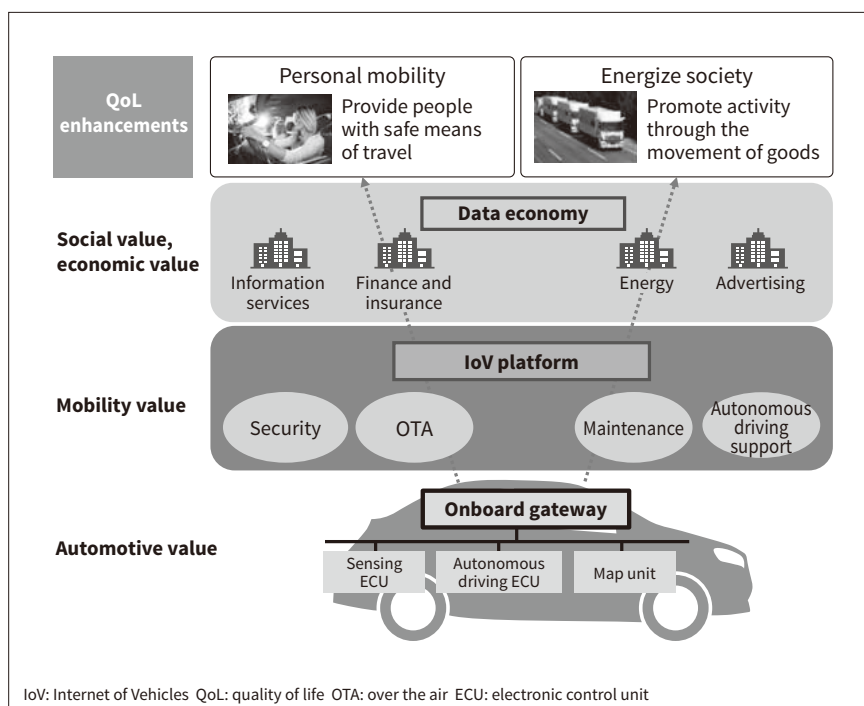 QoL
enhancements
Personal mobility
Provide people
with safe means
of travel
Energize society
Promote activity
through the
movement of goods
Social value,
economic value
Data economy
Information
services
Finance and
insurance
Energy
Advertising
Mobility value
IoV platform
Security
OTA
Maintenance
Autonomous
driving
support
Automotive value
Onboard gateway
Sensing
ECU
Autonomous
driving ECU
Map unit
IoV: Internet of Vehicles QoL: quality of life OTA: over the air ECU: electronic control unit